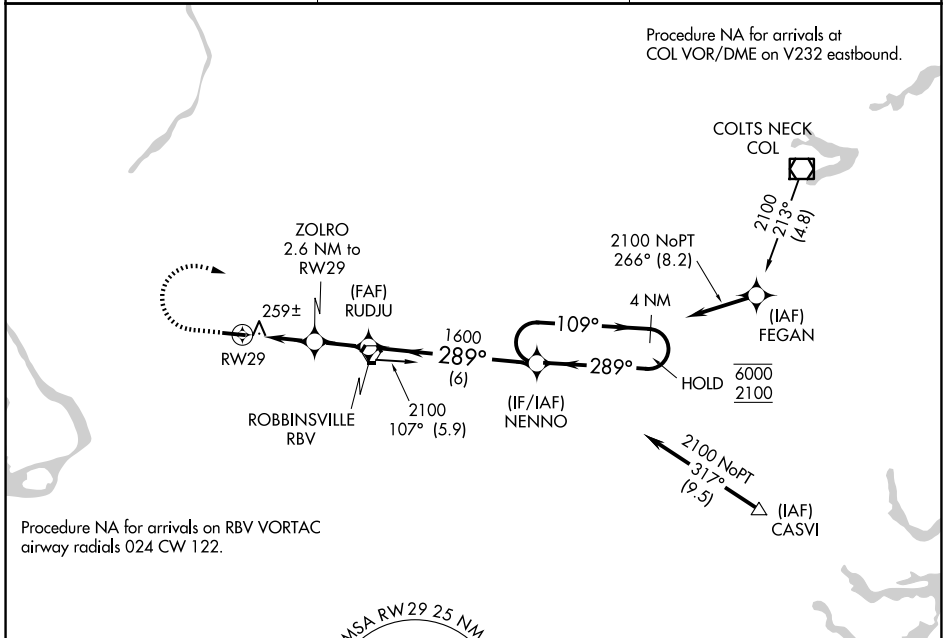 Procedure NA for arrivals at
COL VOR/DME on V232 eastbound.
COLTS NECK
COL
2100
213°
(4.8)
ZOLRO
2.6 NM to
RW29
2100 NoPT
266° (8.2)
(FAF)
RUDJU
4 NM
259±
(IAF)
FEGAN
109°
RW29
1600
289°
(6)
289°
HOLD
6000
2100
ROBBINSVILLE
RBV
2100
107° (5.9)
(IF/IAF)
NENNO
2100 NoPT
317°
(9.5)
(IAF)
CASVI
Procedure NA for arrivals on RBV VORTAC
airway radials 024 CW 122.
MSA RW29 25 NM